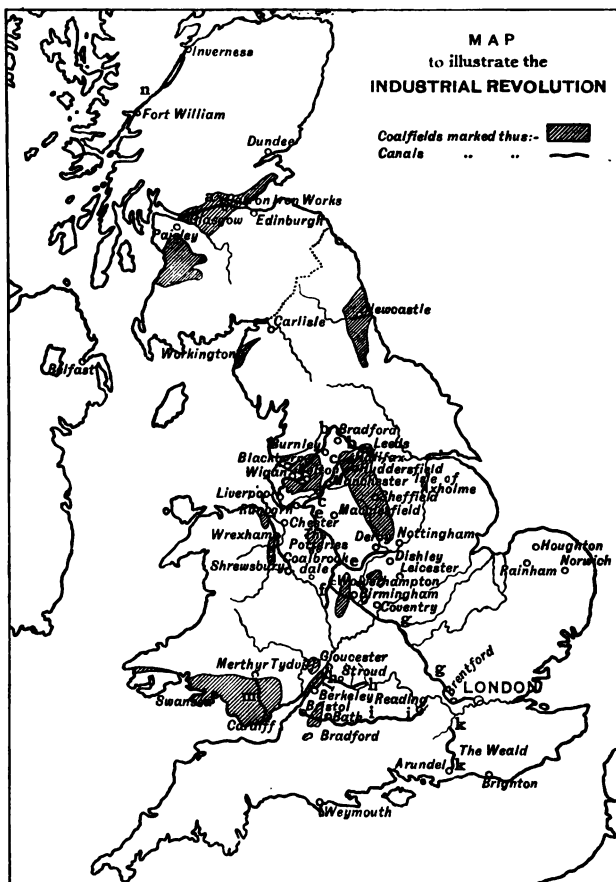 MAP
to illustrate the
INDUSTRIAL REVOLUTION
Coalfields marked thus:-
Canals " "
Inverness
n
Fort William
Dundee
Iron Works
Glasgow
Edinburgh
Paisley
Newcastle
Carlisle
Workington
Belfast
Bradford
Burnley
Leeds
Blackburn
Halifax
Huddersfield
Wigan
Manchester
Isle of
Axholme
Liverpool
Sheffield
Runcorn
c
Macclesfield
Chester
e
Wrexham
Potteries
Derby
Nottingham
Houghton
Coalbrook
dale
e
Dishley
Rainham
Norwich
Shrewsbury
Leicester
f
Wolverhampton
Birmingham
Coventry
g
Merthyr Tydvil
Gloucester
Stroud
g
Brentford
LONDON
h
Swansea
m
Berkeley
Reading
Bristol
i
i
Cardiff
Bath
k
Bradford
The Weald
Arundel
k
Brighton
Weymouth